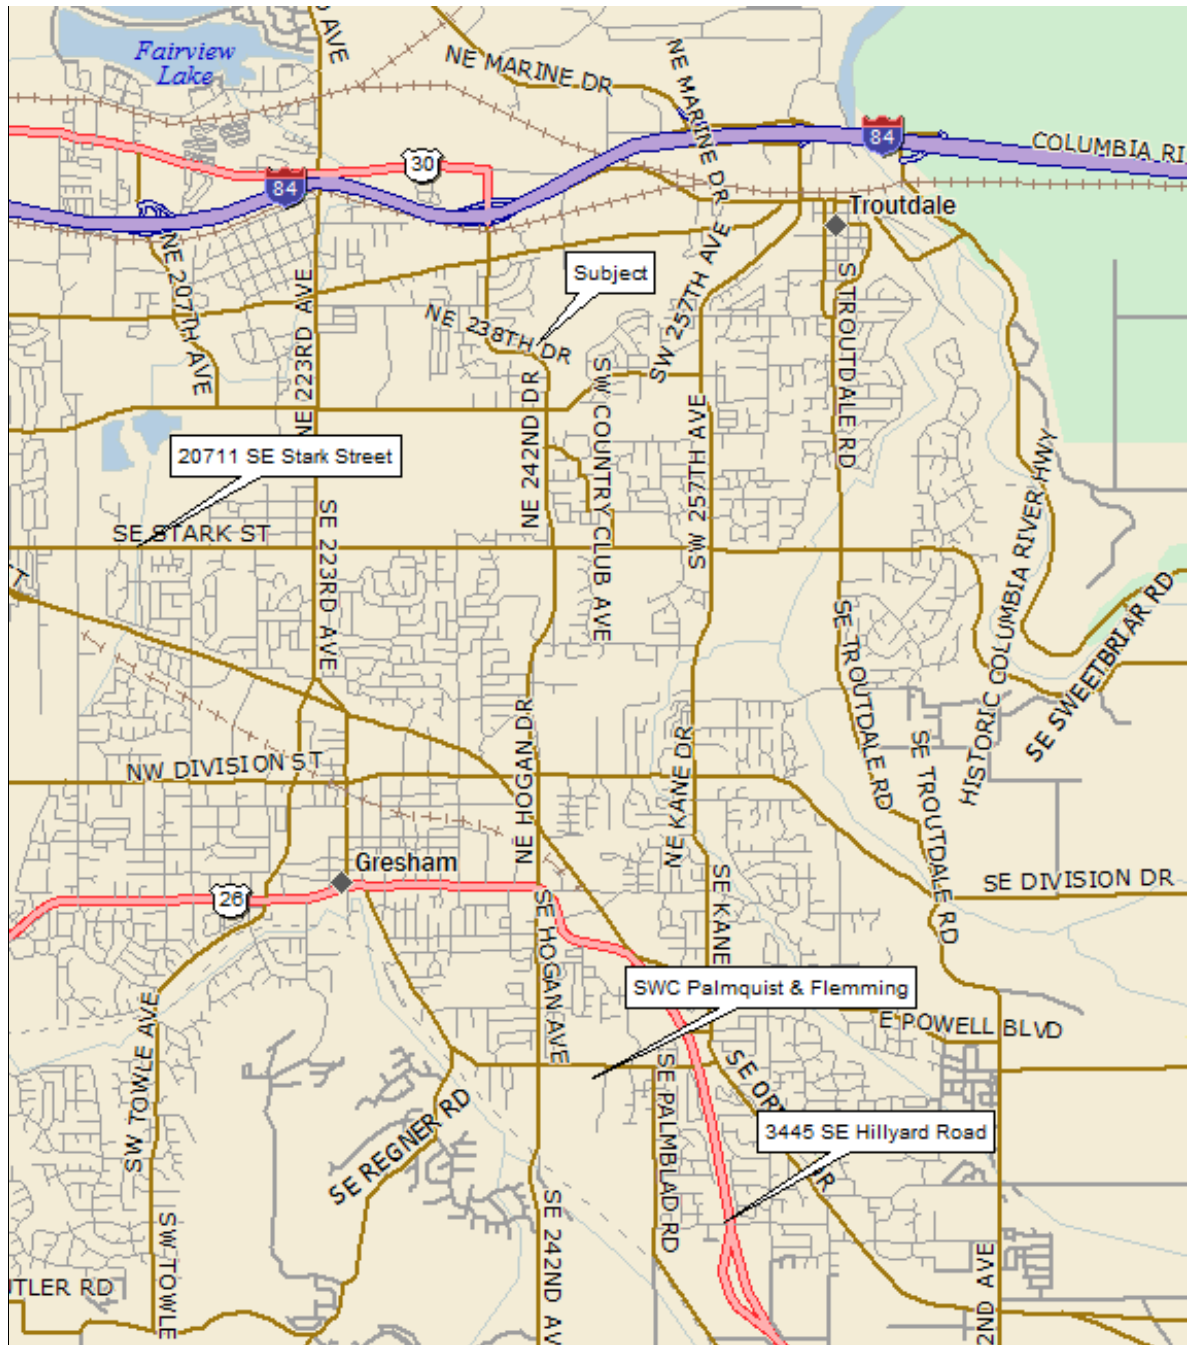 Fairview
Lake
AVE
NE MARINE DR
NE MARINE DR
84
COLUMBIA RI
30
84
Troutdale
NE 207TH AVE
NE 223RD AVE
Subject
SW 257TH AVE
S TROUTDALE RD
NE 238TH DR
SW COUNTRY CLUB AVE
NE 242ND DR
SW 257TH AVE
20711 SE Stark Street
SE STARK ST
SE 223RD AVE
HISTORIC COLUMBIA RIVER HWY
SE SWEETBRIAR RD
SE TROUTDALE RD
SE TROUTDALE RD
NE HOGAN DR
NE KANE DR
NW DIVISION ST
Gresham
26
SE KANE
SE DIVISION DR
SE HOGAN AVE
SWC Palmquist & Flemming
E POWELL BLVD
SW TOWLE AVE
SE REGNER RD
SE PALMBLAD RD
3445 SE Hillyard Road
SE 242ND AV
SW TOWLE
UTLER RD
2ND AVE